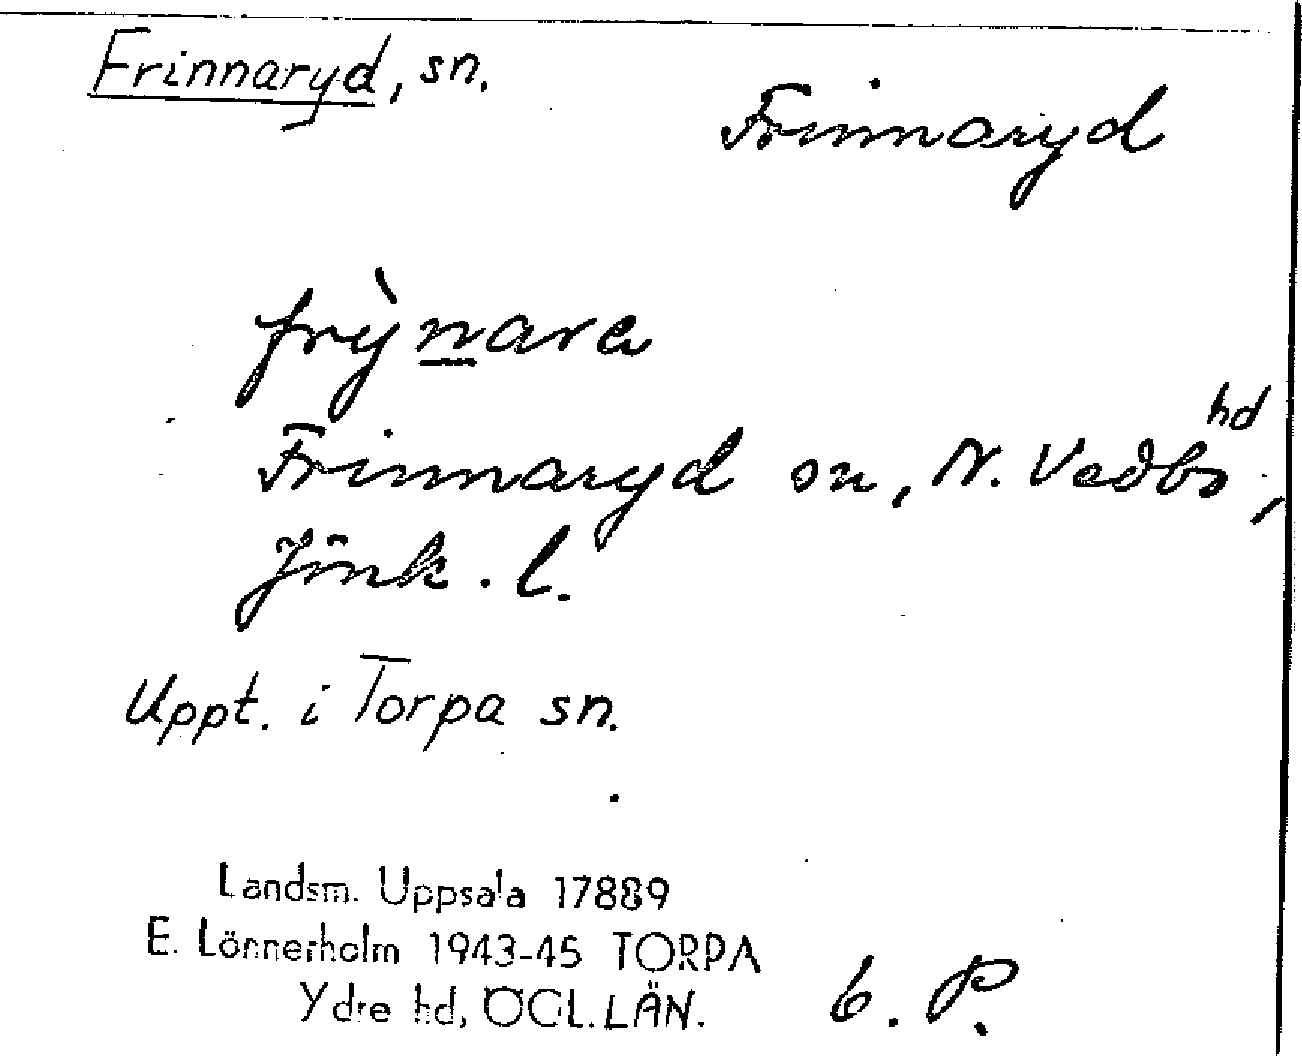 Frinnaryd, sn.
Frinnaryd
frỳnara
Frinnaryd sn, N. Vedbo hd,
Jönk. l.
Uppt. i Torpa sn.
Landsm. Uppsala 17889
E. Lönnerholm 1943-45 TORPA
Ydre hd, ÖGL. LÄN.
6. P.